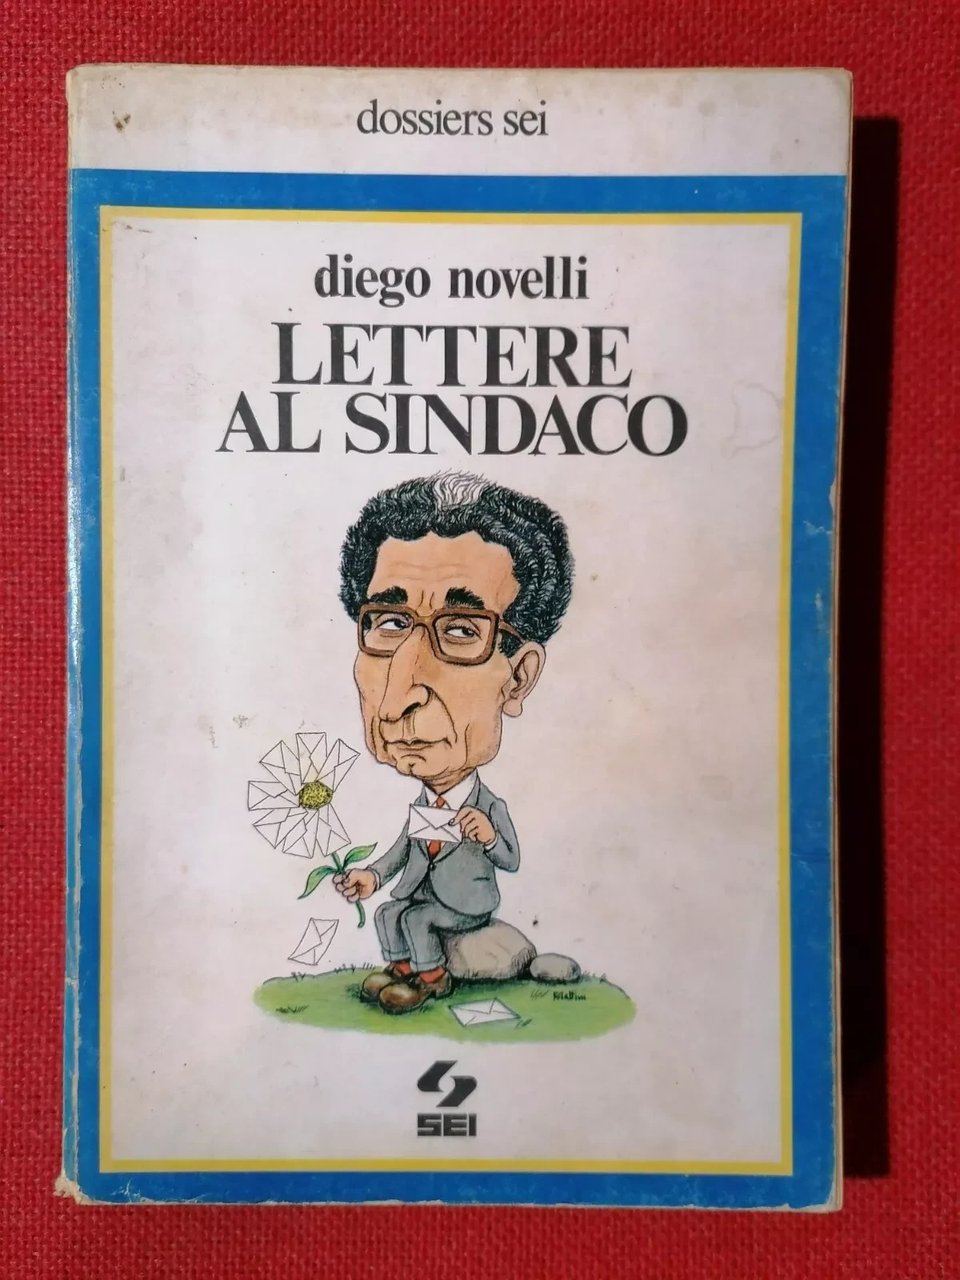 dossiers sei
diego novelli
LETTERE
AL SINDACO
SEI